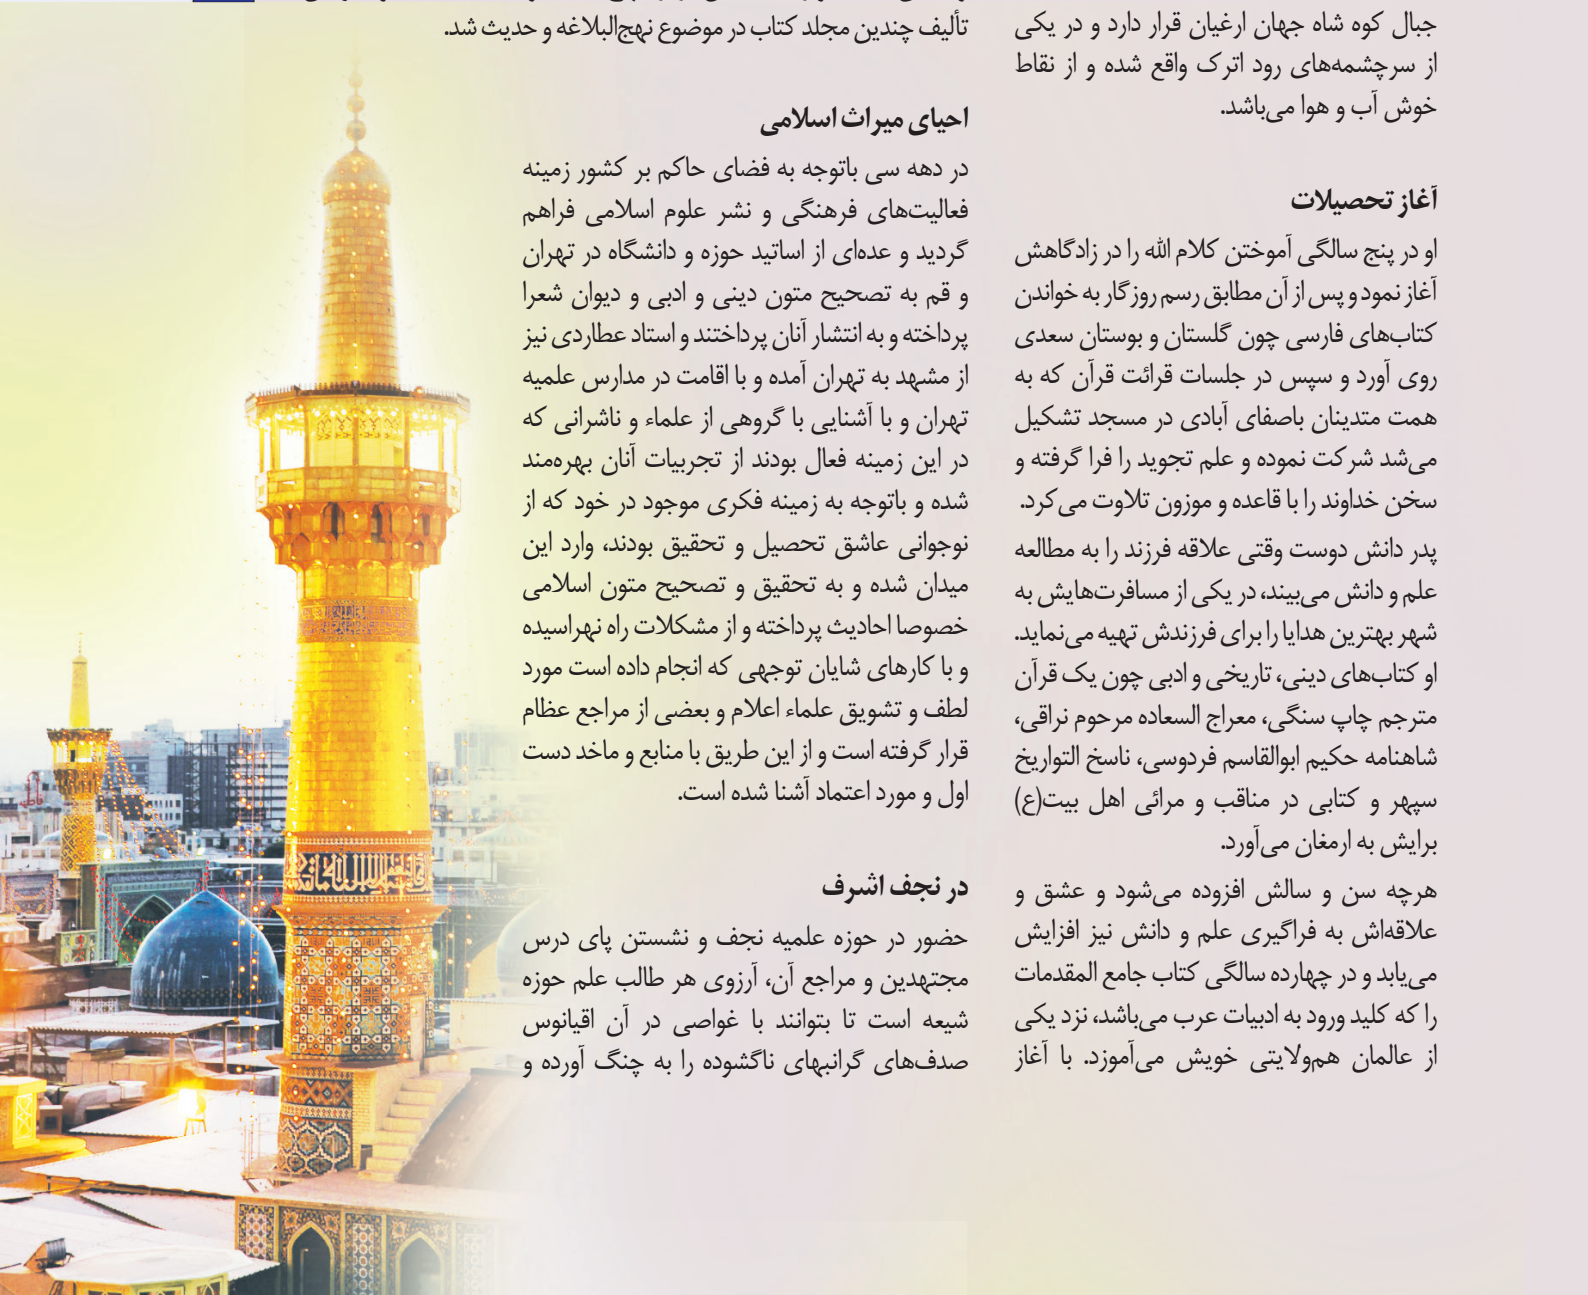 جبال کوه شاه جهان ارغیان قرار دارد و در یکی
از سرچشمه‌های رود اترک واقع شده و از نقاط
خوش آب و هوا می‌باشد.
آغاز تحصیلات
او در پنج سالگی آموختن کلام الله را در زادگاهش
آغاز نمود و پس از آن مطابق رسم روزگار به خواندن
کتاب‌های فارسی چون گلستان و بوستان سعدی
روی آورد و سپس در جلسات قرائت قرآن که به
همت متدینان باصفای آبادی در مسجد تشکیل
می‌شد شرکت نموده و علم تجوید را فرا گرفته و
سخن خداوند را با قاعده و موزون تلاوت می‌کرد.
پدر دانش دوست وقتی علاقه فرزند را به مطالعه
علم و دانش می‌بیند، در یکی از مسافرت‌هایش به
شهر بهترین هدایا را برای فرزندش تهیه می‌نماید.
او کتاب‌های دینی، تاریخی و ادبی چون یک قرآن
مترجم چاپ سنگی، معراج السعاده مرحوم نراقی،
شاهنامه حکیم ابوالقاسم فردوسی، ناسخ التواریخ
سپهر و کتابی در مناقب و مراثی اهل بیت(ع)
برایش به ارمغان می‌آورد.
هرچه سن و سالش افزوده می‌شود و عشق و
علاقه‌اش به فراگیری علم و دانش نیز افزایش
می‌یابد و در چهارده سالگی کتاب جامع المقدمات
را که کلید ورود به ادبیات عرب می‌باشد، نزد یکی
از عالمان هم‌ولایتی خویش می‌آموزد. با آغاز
تألیف چندین مجلد کتاب در موضوع نهج‌البلاغه و حدیث شد.
احیای میراث اسلامی
در دهه سی باتوجه به فضای حاکم بر کشور زمینه
فعالیت‌های فرهنگی و نشر علوم اسلامی فراهم
گردید و عده‌ای از اساتید حوزه و دانشگاه در تهران
و قم به تصحیح متون دینی و ادبی و دیوان شعرا
پرداخته و به انتشار آنان پرداختند و استاد عطاردی نیز
از مشهد به تهران آمده و با اقامت در مدارس علمیه
تهران و با آشنایی با گروهی از علماء و ناشرانی که
در این زمینه فعال بودند از تجربیات آنان بهره‌مند
شده و باتوجه به زمینه فکری موجود در خود که از
نوجوانی عاشق تحصیل و تحقیق بودند، وارد این
میدان شده و به تحقیق و تصحیح متون اسلامی
خصوصا احادیث پرداخته و از مشکلات راه نهراسیده
و با کارهای شایان توجهی که انجام داده است مورد
لطف و تشویق علماء اعلام و بعضی از مراجع عظام
قرار گرفته است و از این طریق با منابع و ماخد دست
اول و مورد اعتماد آشنا شده است.
در نجف اشرف
حضور در حوزه علمیه نجف و نشستن پای درس
مجتهدین و مراجع آن، آرزوی هر طالب علم حوزه
شیعه است تا بتوانند با غواصی در آن اقیانوس
صدف‌های گرانبهای ناگشوده را به چنگ آورده و